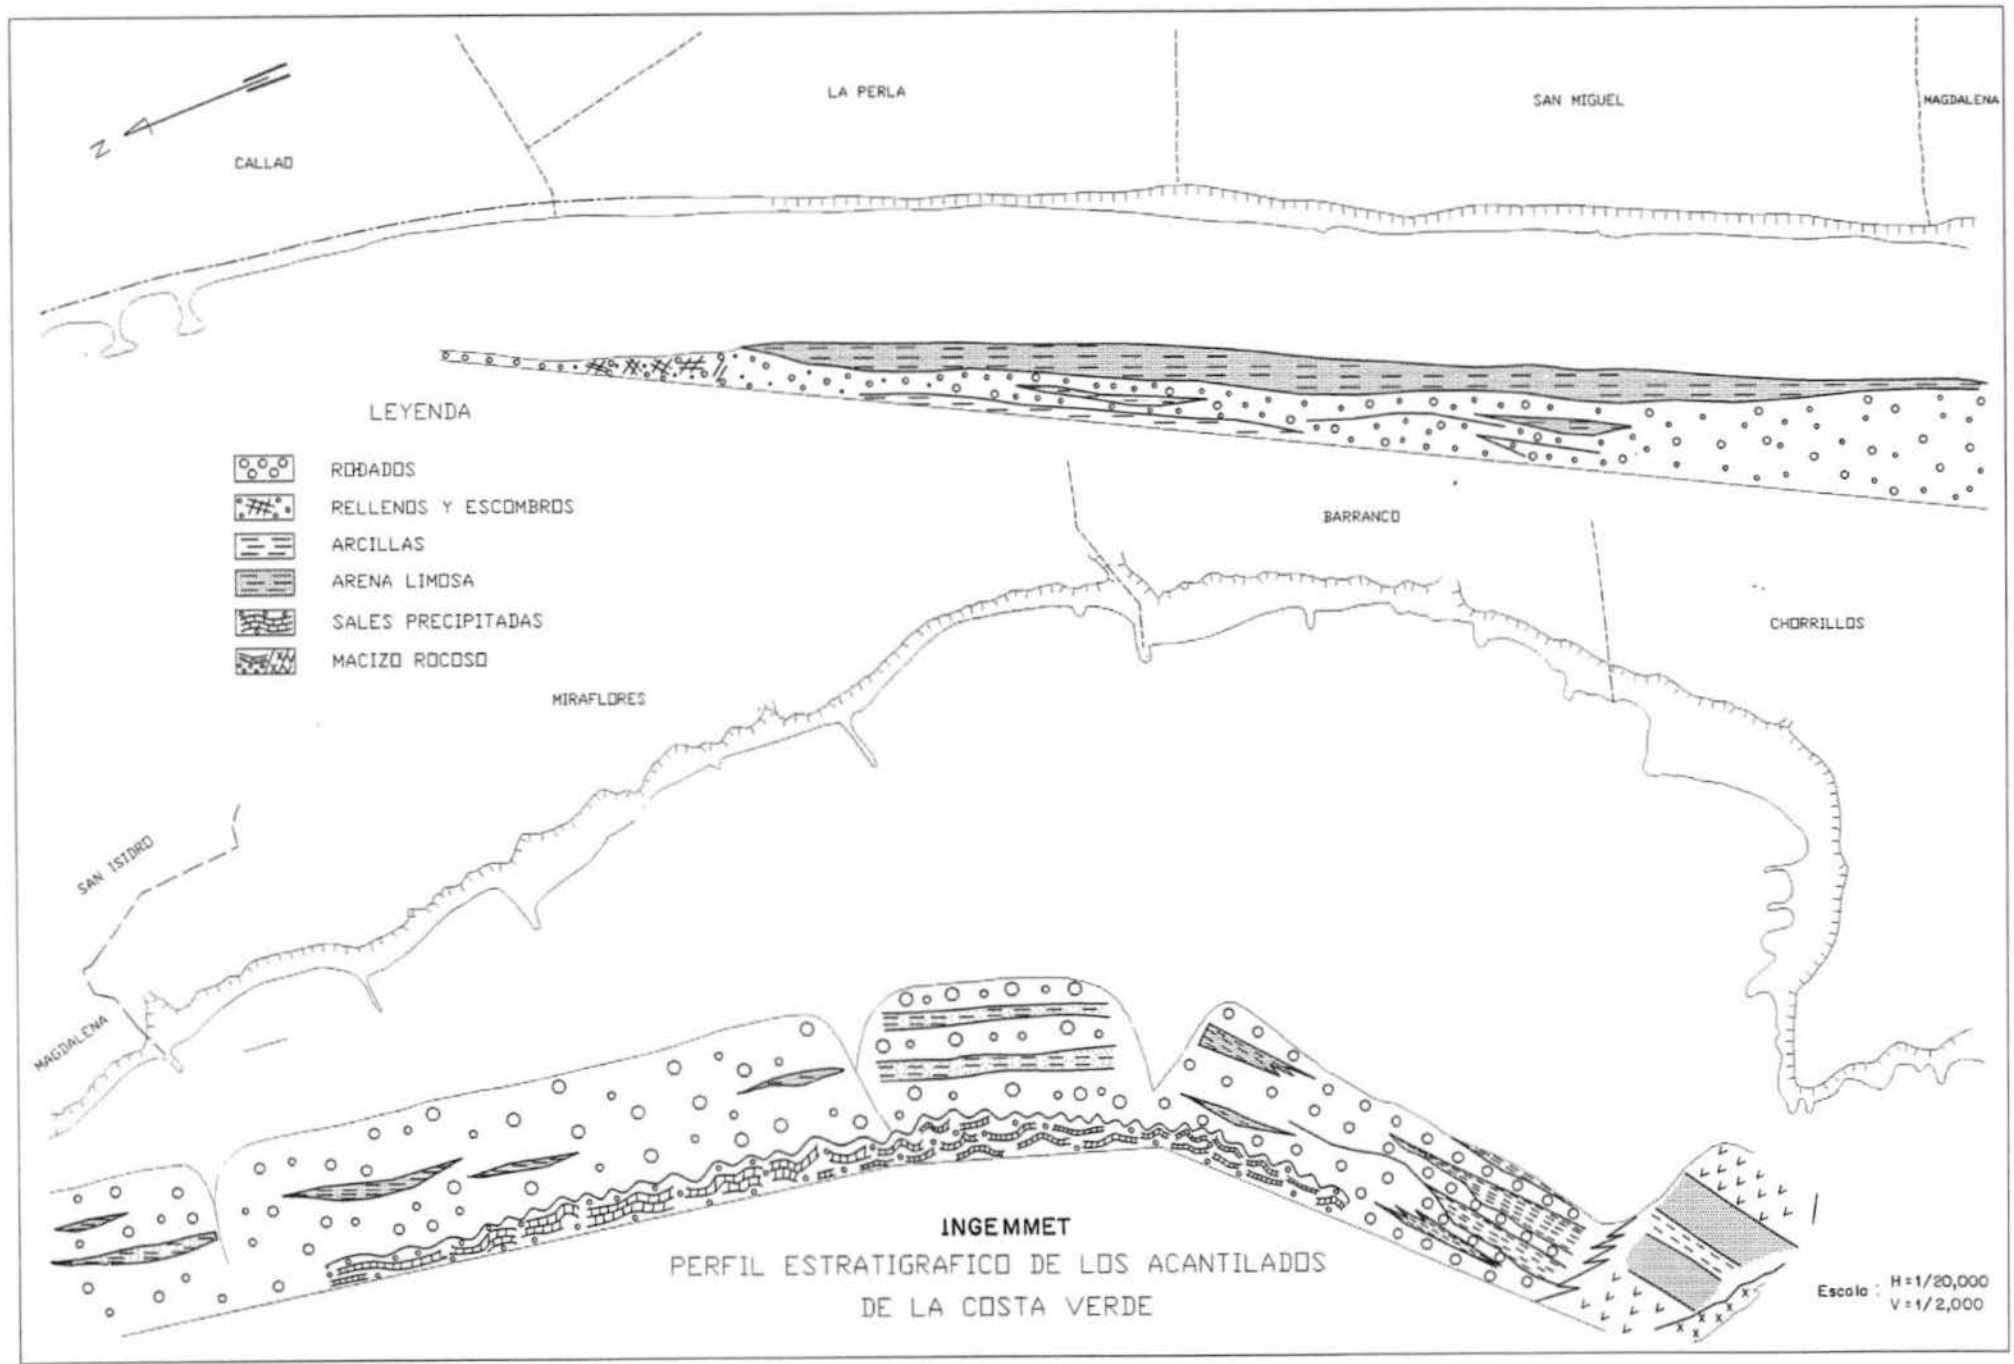 N
CALLAO
LA PERLA
SAN MIGUEL
MAGDALENA
LEYENDA
RODADOS
RELLENOS Y ESCOMBROS
ARCILLAS
ARENA LIMOSA
SALES PRECIPITADAS
MACIZO ROCOSO
BARRANCO
CHORRILLOS
MIRAFLORES
SAN ISIDRO
MAGDALENA
INGEMMET
PERFIL ESTRATIGRAFICO DE LOS ACANTILADOS
DE LA COSTA VERDE
Escala : H=1/20,000
V=1/2,000